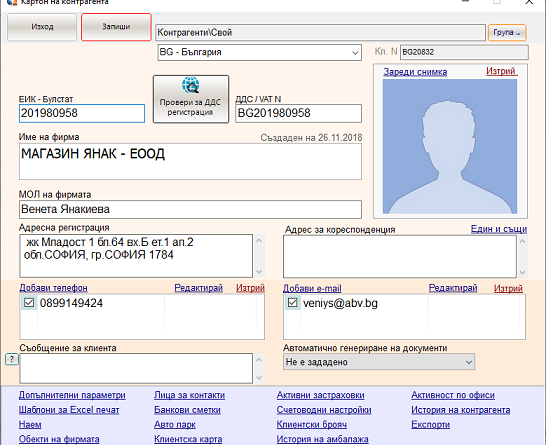 Картон на контрагента
Изход
Запиши
Контрагенти\Свой
Група ..
BG - България
Кл. N
BG20832
Зареди снимка
Изтрий
ЕИК - Булстат
201980958
Провери за ДДС
регистрация
ДДС / VAT N
BG201980958
Име на фирма
Създаден на 26.11.2018
МАГАЗИН ЯНАК - ЕООД
МОЛ на фирмата
Венета Янакиева
Адресна регистрация
жк Младост 1 бл.64 вх.Б ет.1 ап.2
обл.СОФИЯ, гр.СОФИЯ 1784
Адрес за кореспонденция
Един и същи
Добави телефон
Редактирай
Изтрий
0899149424
Добави e-mail
Редактирай
Изтрий
veniys@abv.bg
Съобщение за клиента
?
Автоматично генериране на документи
Не е зададено
Допълнителни параметри
Лица за контакти
Активни застраховки
Активност по офиси
Шаблони за Excel печат
Банкови сметки
Счетоводни настройки
История на контрагента
Наем
Авто парк
Клиентски брояч
Експорти
Обекти на фирмата
Клиентска карта
История на амбалажа